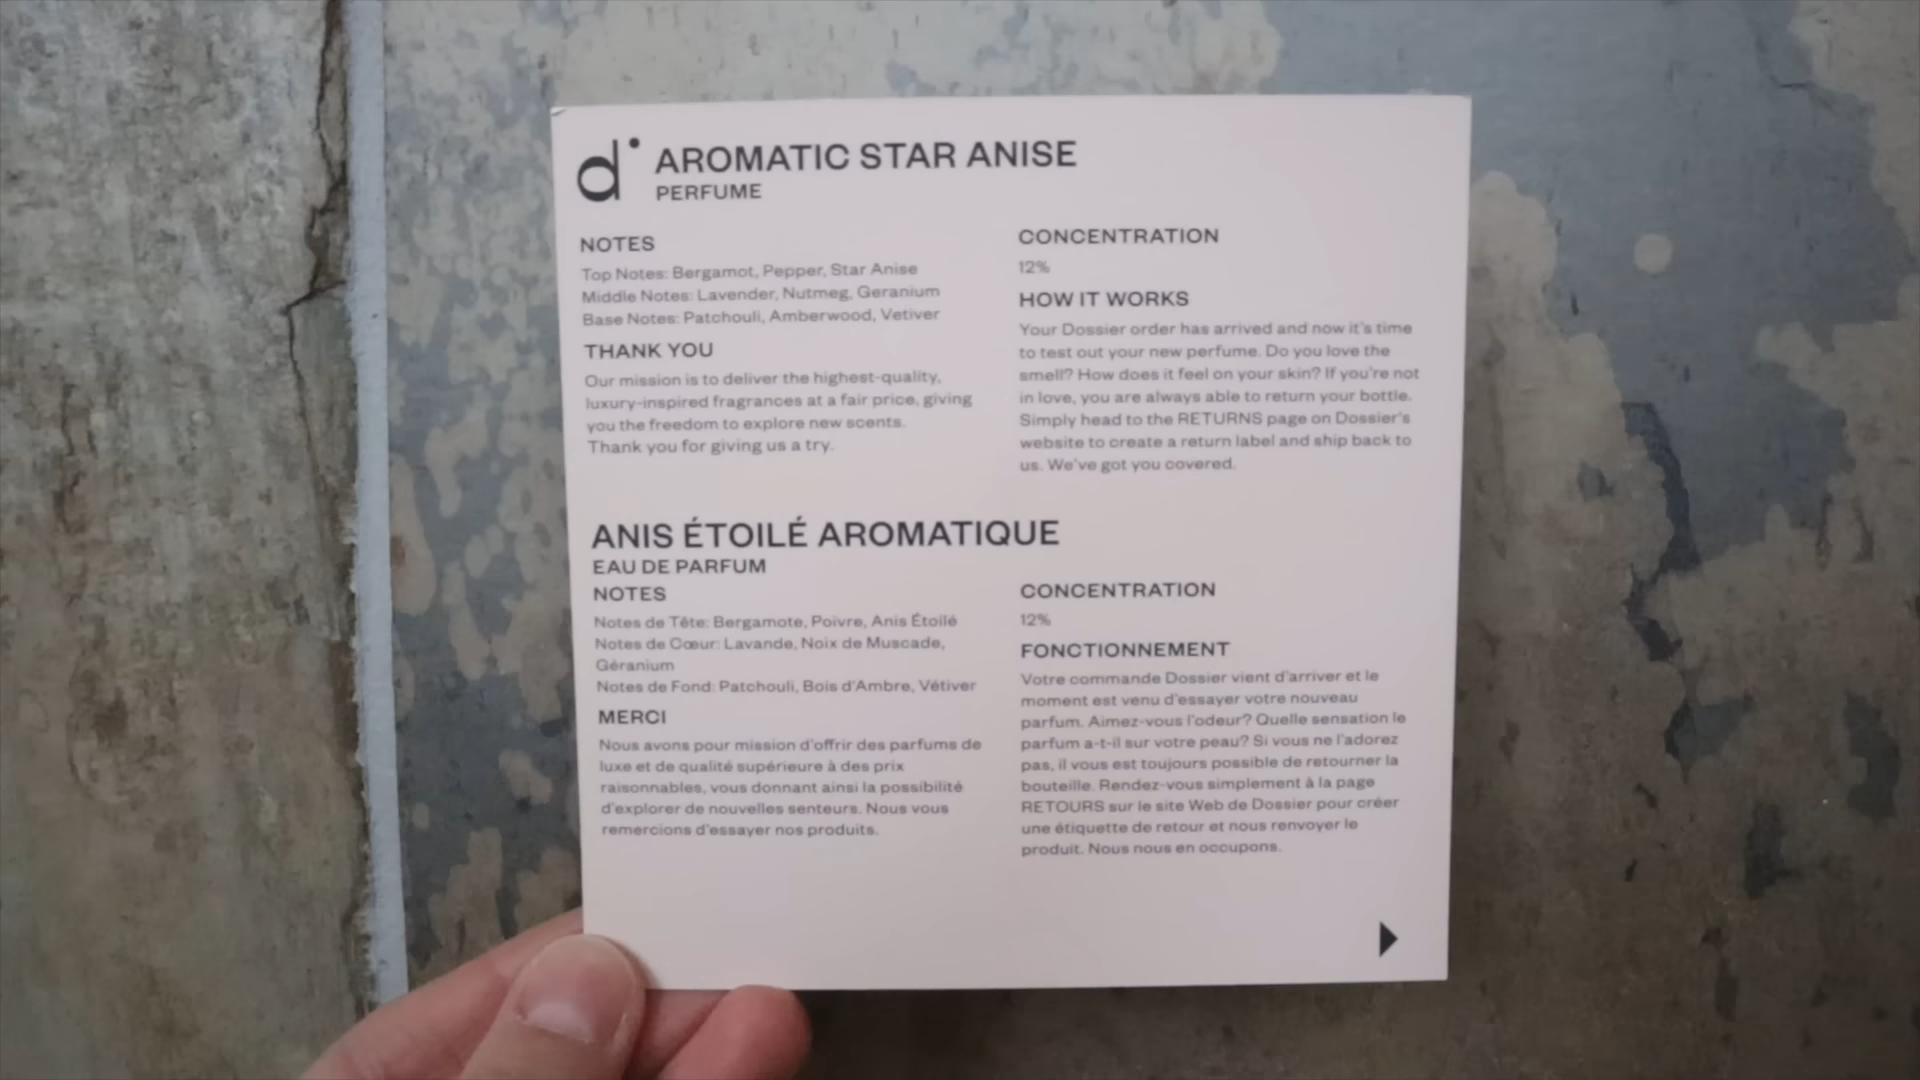 d°
AROMATIC STAR ANISE
PERFUME
NOTES
Top Notes: Bergamot, Pepper, Star Anise
Middle Notes: Lavender, Nutmeg, Geranium
Base Notes: Patchouli, Amberwood, Vetiver
THANK YOU
Our mission is to deliver the highest-quality,
luxury-inspired fragrances at a fair price, giving
you the freedom to explore new scents.
Thank you for giving us a try.
CONCENTRATION
12%
HOW IT WORKS
Your Dossier order has arrived and now it's time
to test out your new perfume. Do you love the
smell? How does it feel on your skin? If you're not
in love, you are always able to return your bottle.
Simply head to the RETURNS page on Dossier's
website to create a return label and ship back to
us. We've got you covered.
ANIS ÉTOILÉ AROMATIQUE
EAU DE PARFUM
NOTES
Notes de Tête: Bergamote, Poivre, Anis Étoilé
Notes de Cœur: Lavande, Noix de Muscade,
Géranium
Notes de Fond: Patchouli, Bois d'Ambre, Vétiver
MERCI
Nous avons pour mission d'offrir des parfums de
luxe et de qualité supérieure à des prix
raisonnables, vous donnant ainsi la possibilité
d'explorer de nouvelles senteurs. Nous vous
remercions d'essayer nos produits.
CONCENTRATION
12%
FONCTIONNEMENT
Votre commande Dossier vient d'arriver et le
moment est venu d'essayer votre nouveau
parfum. Aimez-vous l'odeur? Quelle sensation le
parfum a-t-il sur votre peau? Si vous ne l'adorez
pas, il vous est toujours possible de retourner la
bouteille. Rendez-vous simplement à la page
RETOURS sur le site Web de Dossier pour créer
une étiquette de retour et nous renvoyer le
produit. Nous nous en occupons.